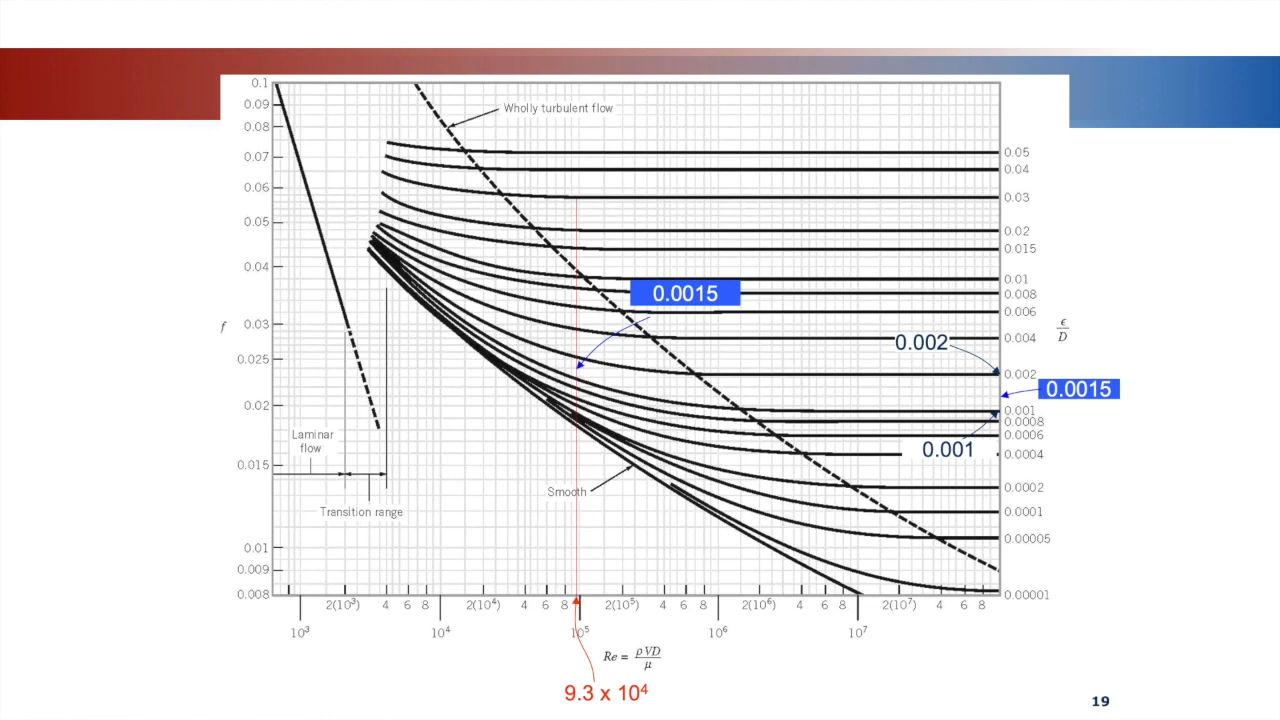 0.1
0.09
0.08
0.07
0.06
0.05
0.04
0.03
0.025
0.02
0.015
0.01
0.009
0.008
f
Wholly turbulent flow
0.0015
Laminar
flow
Transition range
Smooth
0.002
0.001
0.05
0.04
0.03
0.02
0.015
0.01
0.008
0.006
0.004
0.002
0.001
0.0008
0.0006
0.0004
0.0002
0.0001
0.00005
0.00001
ϵ
D
0.0015
2(10³) 4 6 8 2(10⁴) 4 6 8 2(10⁵) 4 6 8 2(10⁶) 4 6 8 2(10⁷) 4 6 8
10³ 10⁴ 10⁵ 10⁶ 10⁷
Re = ρVD
μ
9.3 x 10⁴
19